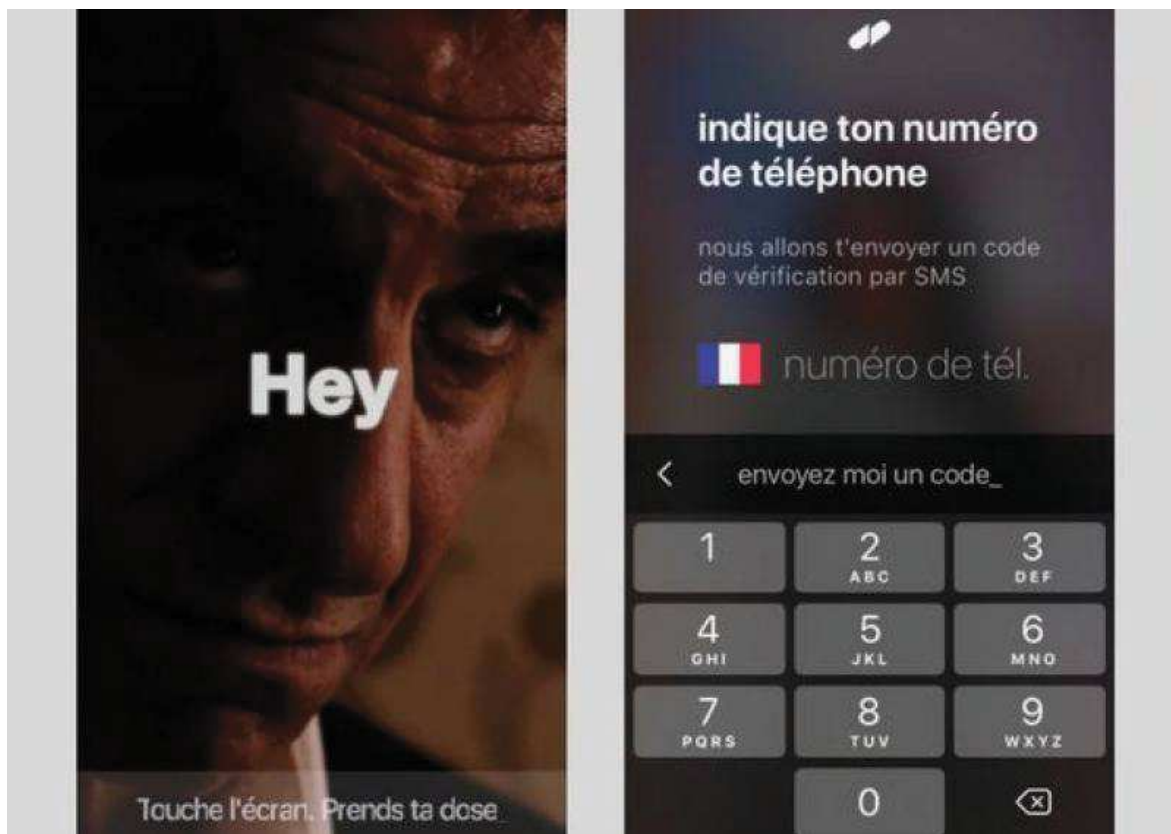 Hey
Touche l'écran. Prends ta dose
indique ton numéro
de téléphone
nous allons t'envoyer un code
de vérification par SMS
numéro de tél.
envoyez moi un code_
1
2
ABC
3
DEF
4
GHI
5
JKL
6
MNO
7
PQRS
8
TUV
9
WXYZ
0